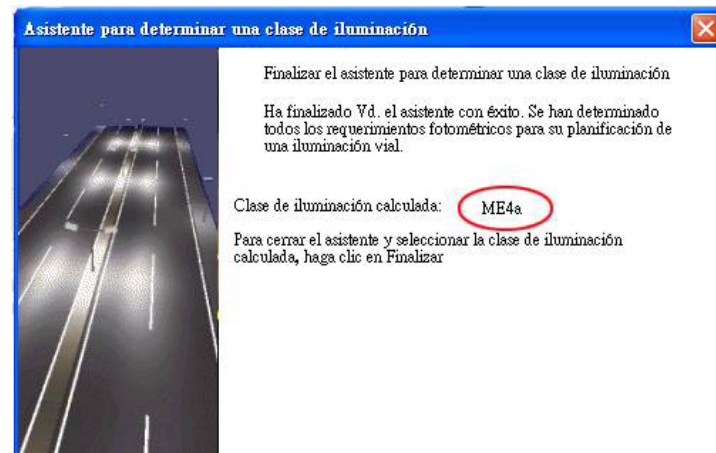 Asistente para determinar una clase de iluminación
Finalizar el asistente para determinar una clase de iluminación
Ha finalizado Vd. el asistente con éxito. Se han determinado
todos los requerimientos fotométricos para su planificación de
una iluminación vial.
Clase de iluminación calculada: ME4a
Para cerrar el asistente y seleccionar la clase de iluminación
calculada, haga clic en Finalizar